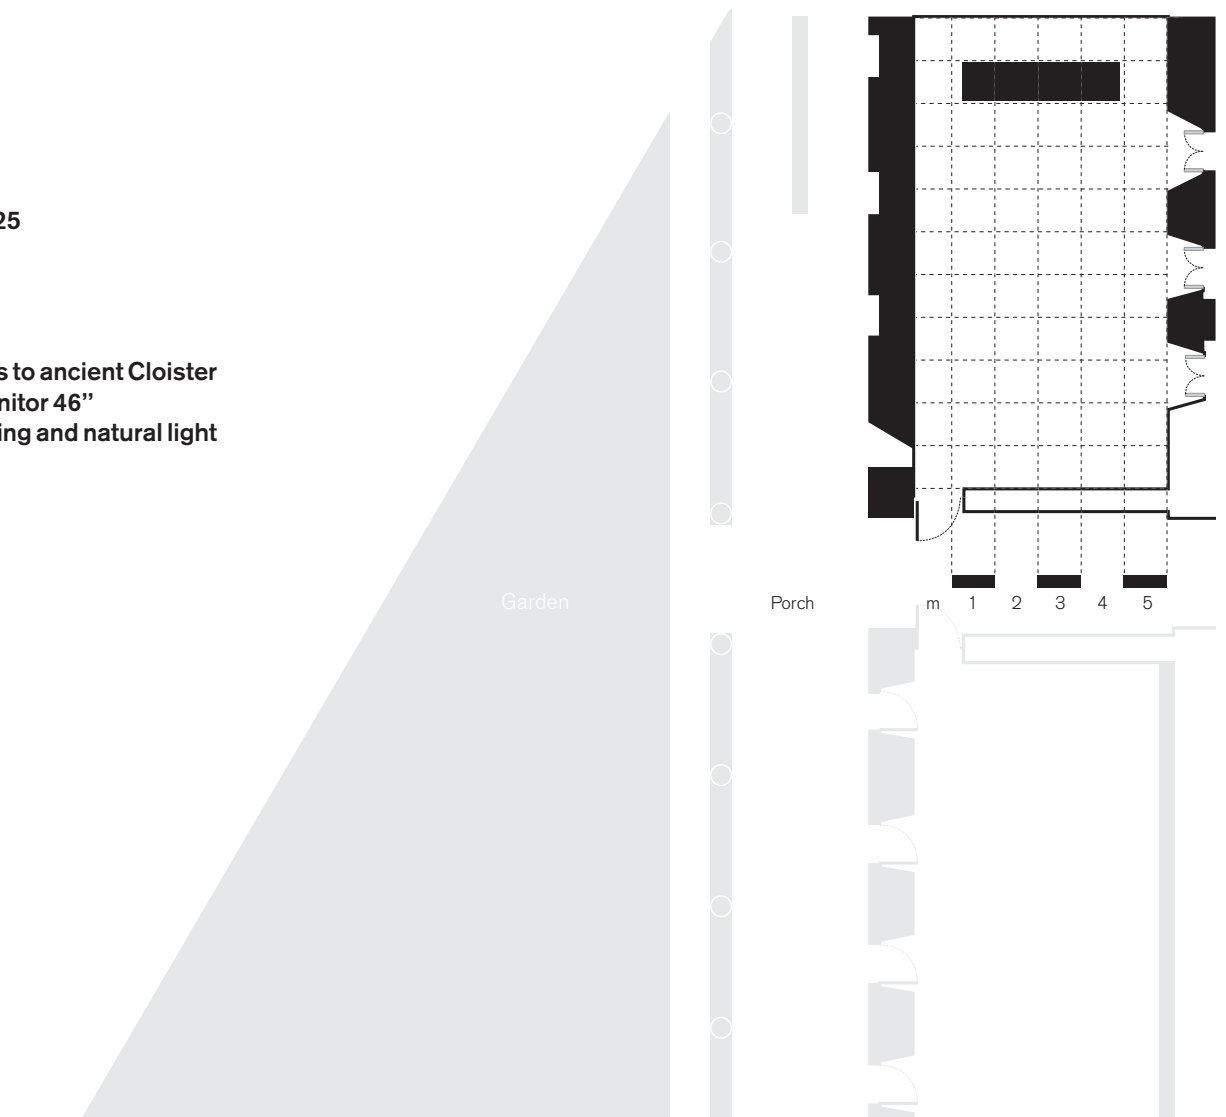 25
s to ancient Cloister
nitor 46”
ing and natural light
Garden
Porch
m 1 2 3 4 5